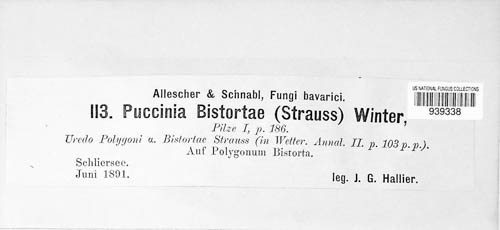 Allescher & Schnabl, Fungi bavarici.
113. Puccinia Bistortae (Strauss) Winter,
Pilze I, p. 186.
Uredo Polygoni α. Bistortae Strauss (in Wetter. Annal. II. p. 103 p. p.).
Auf Polygonum Bistorta.
Schliersee.
Juni 1891.
leg. J. G. Hallier.
US NATIONAL FUNGUS COLLECTIONS
939338